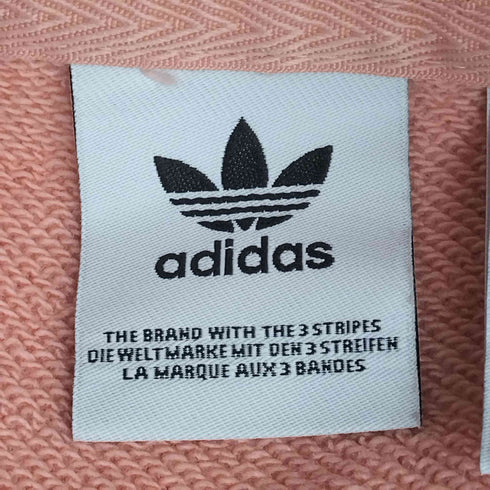 adidas
THE BRAND WITH THE 3 STRIPES
DIE WELTMARKE MIT DEN 3 STREIFEN
LA MARQUE AUX 3 BANDES